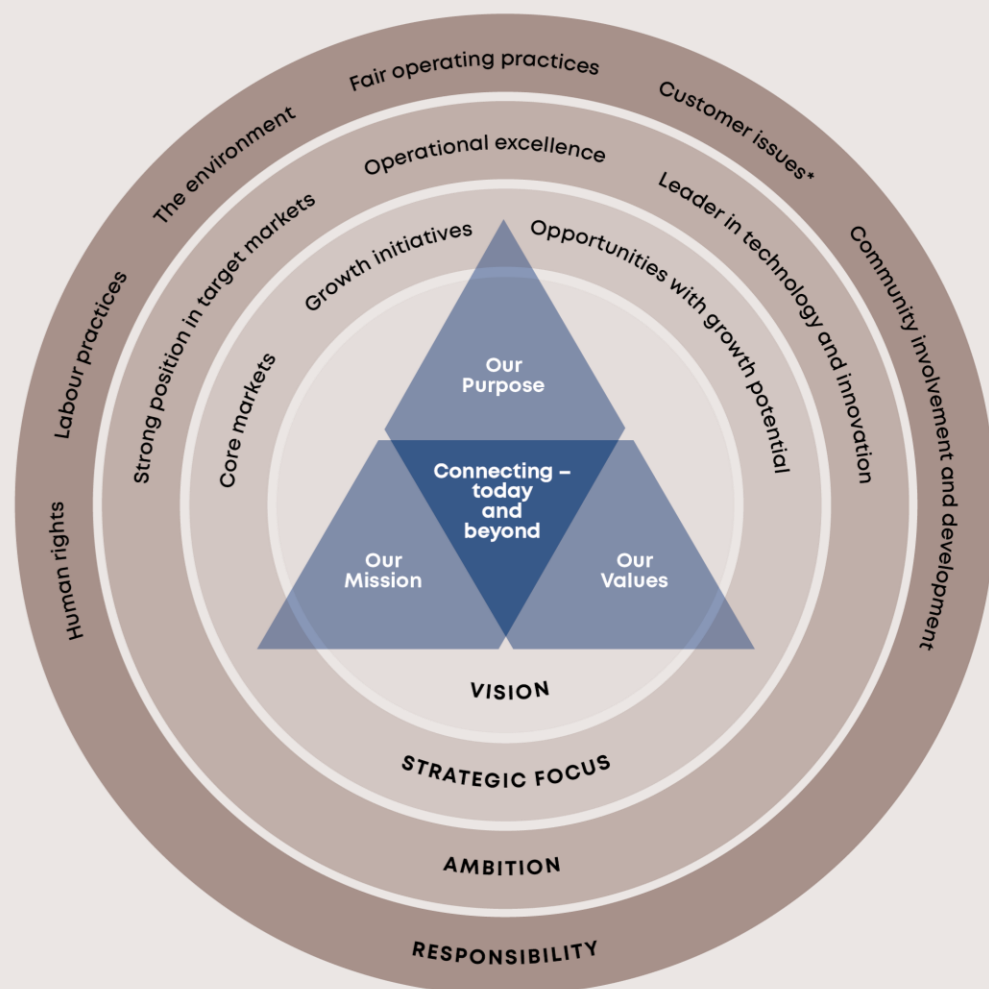 Human rights
Labour practices
The environment
Fair operating practices
Customer issues*
Community involvement and development
Strong position in target markets
Operational excellence
Leader in technology and innovation
Core markets
Growth initiatives
Opportunities with growth potential
Our
Purpose
Connecting –
today
and
beyond
Our
Mission
Our
Values
VISION
STRATEGIC FOCUS
AMBITION
RESPONSIBILITY